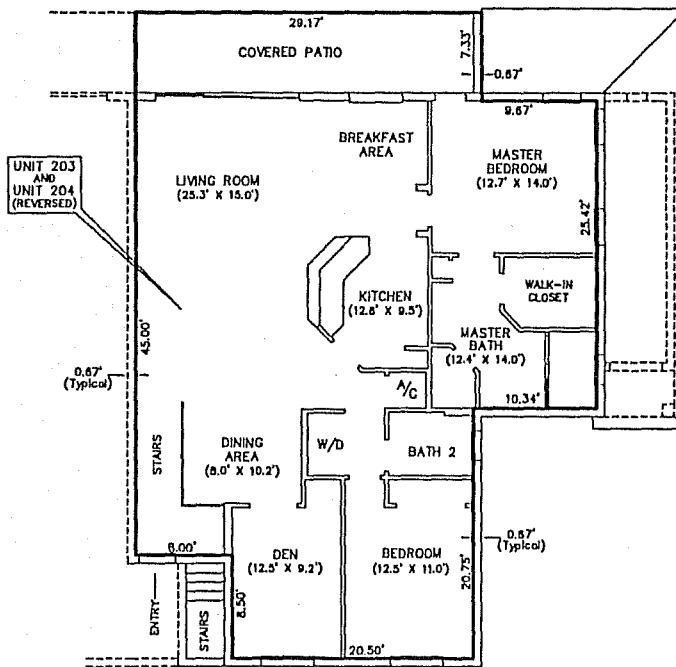 29.17'
COVERED PATIO
7.33'
0.67'
9.67'
BREAKFAST
AREA
MASTER
BEDROOM
(12.7' X 14.0')
UNIT 203
AND
UNIT 204
(REVERSED)
LIVING ROOM
(25.3' X 15.0')
25.42'
WALK-IN
CLOSET
KITCHEN
(12.6' X 9.5')
45.00'
MASTER
BATH
(12.4' X 14.0')
0.67'
(Typical)
A/C
10.34'
STAIRS
DINING
AREA
(8.0' X 10.2')
W/D
BATH 2
6.00'
DEN
(12.5' X 9.2')
BEDROOM
(12.5' X 11.0')
0.67'
(Typical)
20.75'
8.50'
ENTRY
STAIRS
20.50'